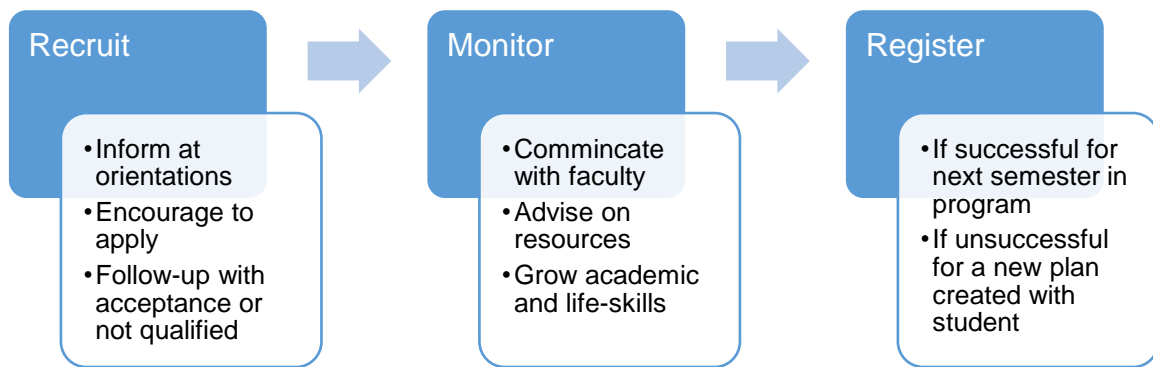 Recruit
•Inform at
orientations
•Encourage to
apply
•Follow-up with
acceptance or
not qualified
Monitor
•Commincate
with faculty
•Advise on
resources
•Grow academic
and life-skills
Register
•If successful for
next semester in
program
•If unsuccessful
for a new plan
created with
student